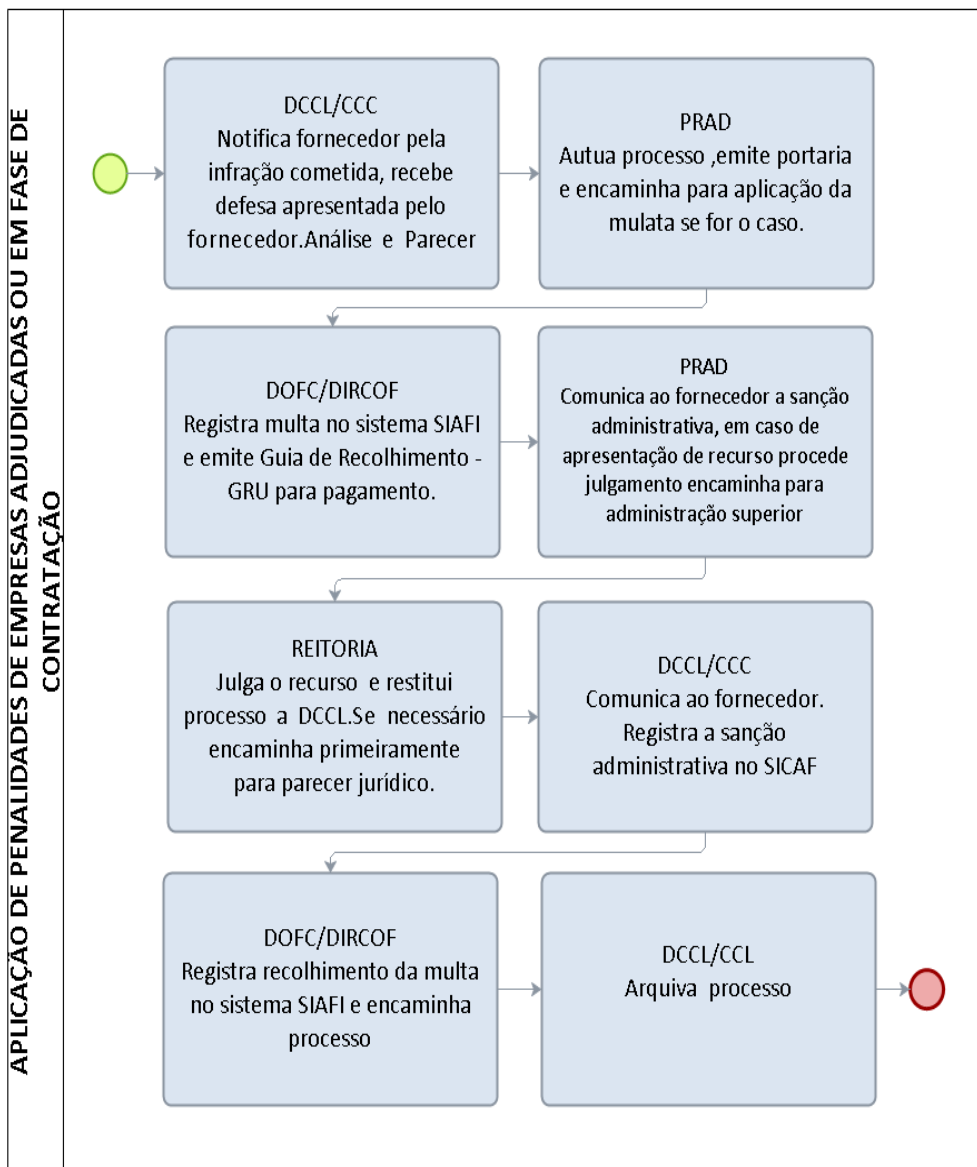 APLICAÇÃO DE PENALIDADES DE EMPRESAS ADJUDICADAS OU EM FASE DE
CONTRATAÇÃO
DCCL/CCC
Notifica fornecedor pela
infração cometida, recebe
defesa apresentada pelo
fornecedor.Análise e Parecer
PRAD
Autua processo ,emite portaria
e encaminha para aplicação da
mulata se for o caso.
DOFC/DIRCOF
Registra multa no sistema SIAFI
e emite Guia de Recolhimento -
GRU para pagamento.
PRAD
Comunica ao fornecedor a sanção
administrativa, em caso de
apresentação de recurso procede
julgamento encaminha para
administração superior
REITORIA
Julga o recurso e restitui
processo a DCCL.Se necessário
encaminha primeiramente
para parecer jurídico.
DCCL/CCC
Comunica ao fornecedor.
Registra a sanção
administrativa no SICAF
DOFC/DIRCOF
Registra recolhimento da multa
no sistema SIAFI e encaminha
processo
DCCL/CCL
Arquiva processo